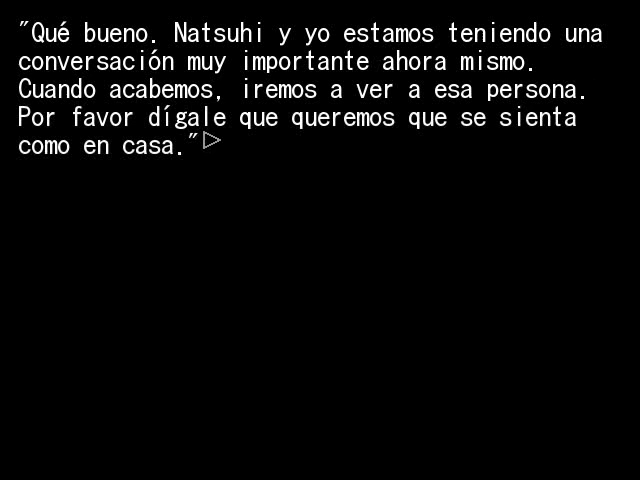 "Qué bueno. Natsuhi y yo estamos teniendo una
conversación muy importante ahora mismo.
Cuando acabemos, iremos a ver a esa persona.
Por favor dígale que queremos que se sienta
como en casa."